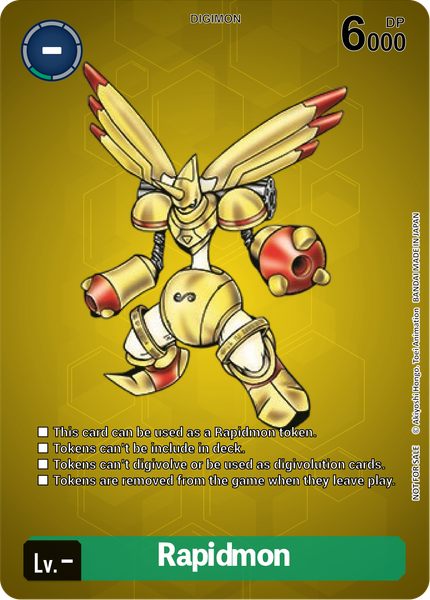 DIGIMON
-
DP
6000
■ This card can be used as a Rapidmon token.
■ Tokens can't be include in deck.
■ Tokens can't digivolve or be used as digivolution cards.
■ Tokens are removed from the game when they leave play.
NOT FOR SALE © Akiyoshi Hongo, Toei Animation BANDAI MADE IN JAPAN
Lv.-
Rapidmon